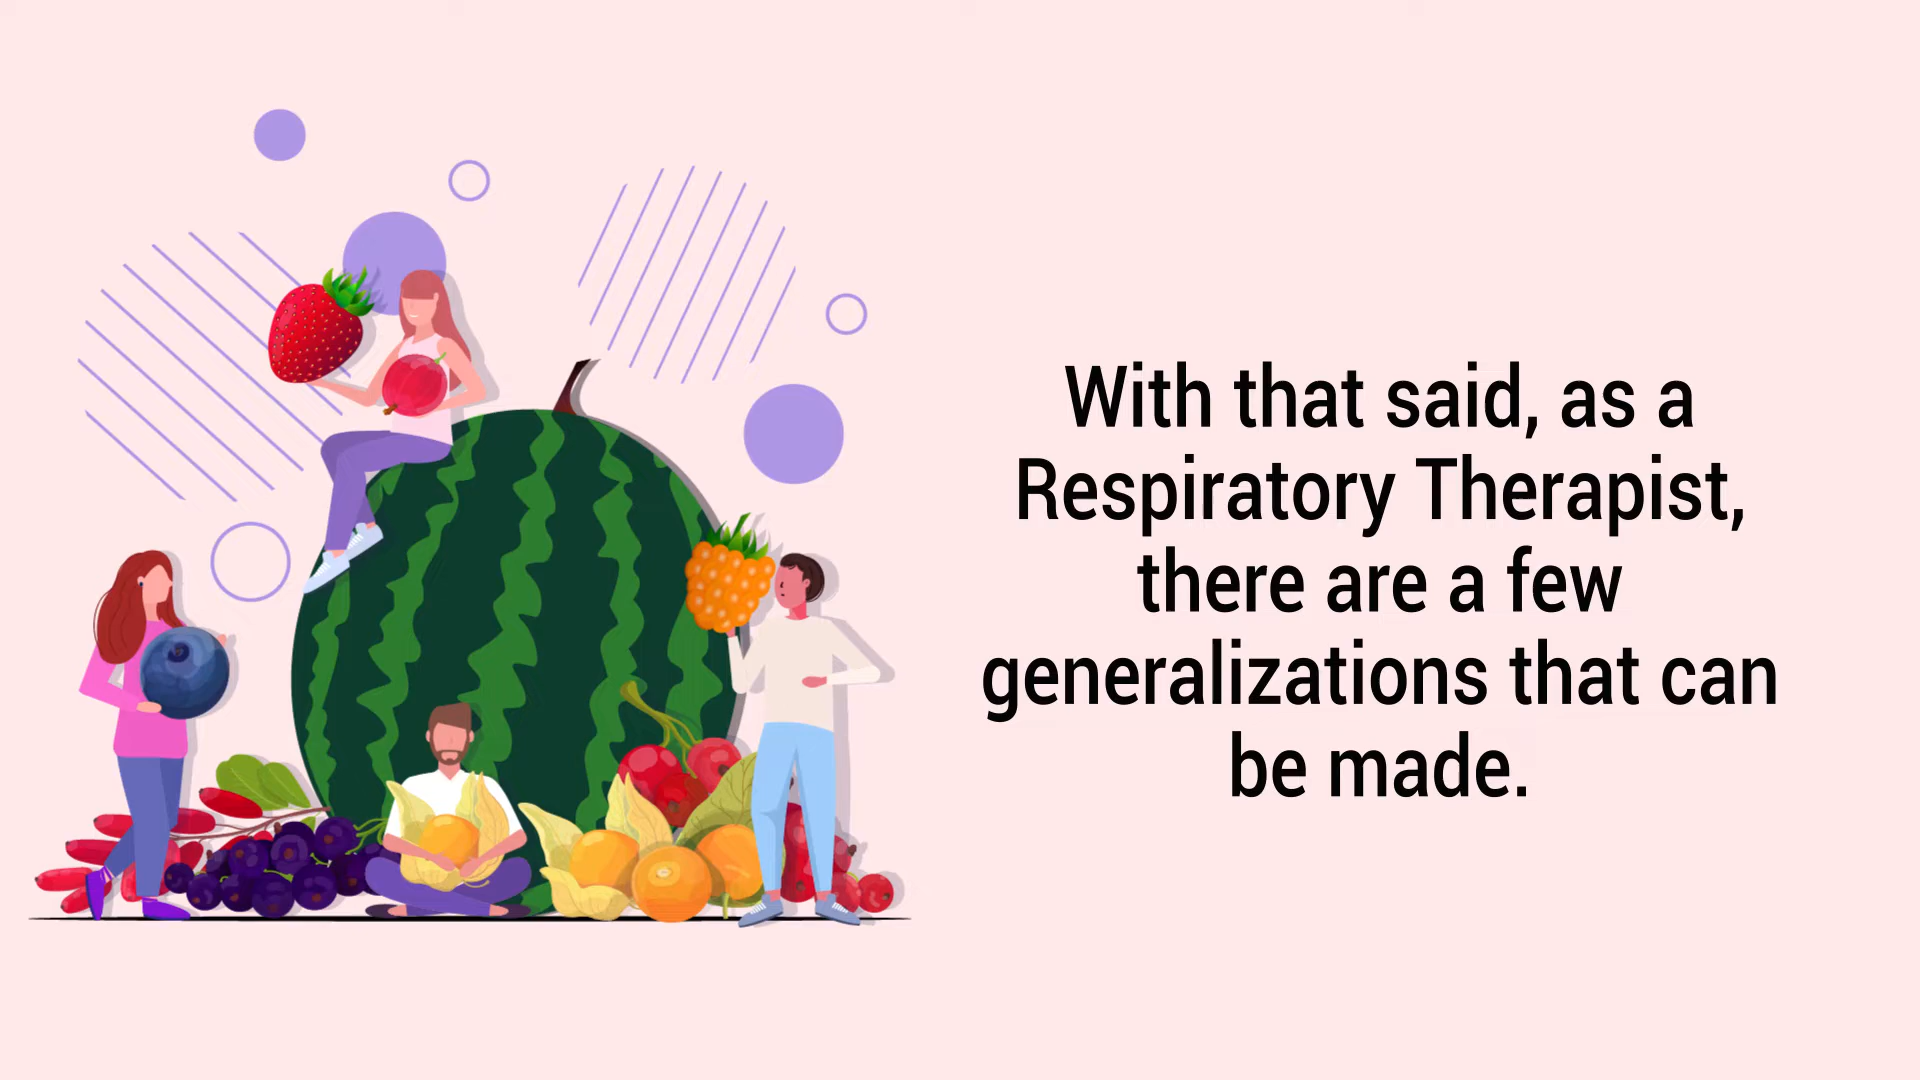 With that said, as a
Respiratory Therapist,
there are a few
generalizations that can
be made.